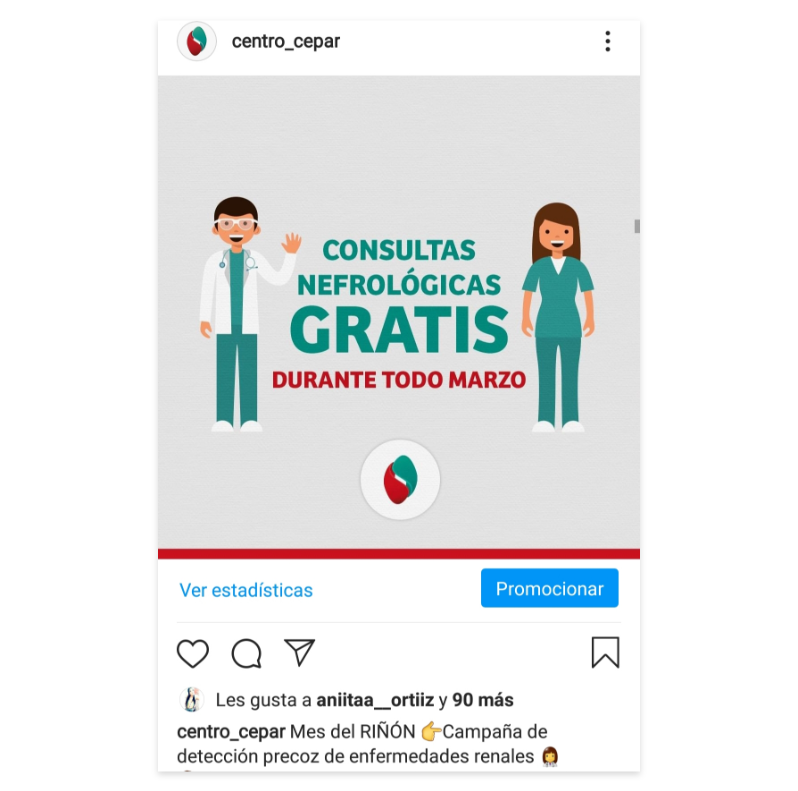 centro_cepar
CONSULTAS
NEFROLÓGICAS
GRATIS
DURANTE TODO MARZO
Ver estadísticas
Promocionar
Les gusta a aniitaa__ortiiz y 90 más
centro_cepar Mes del RIÑÓN 👉Campaña de
detección precoz de enfermedades renales 👩‍⚕️